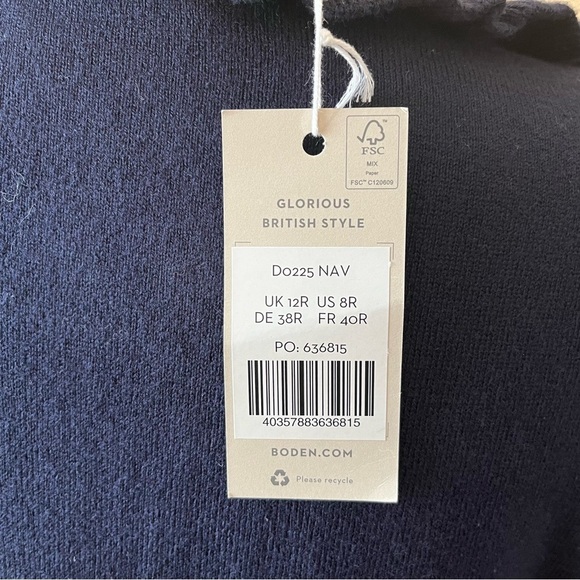 FSC
MIX
Paper
FSC™ C120609
GLORIOUS
BRITISH STYLE
D0225 NAV
UK 12R US 8R
DE 38R FR 40R
PO: 636815
40357883636815
BODEN.COM
Please recycle